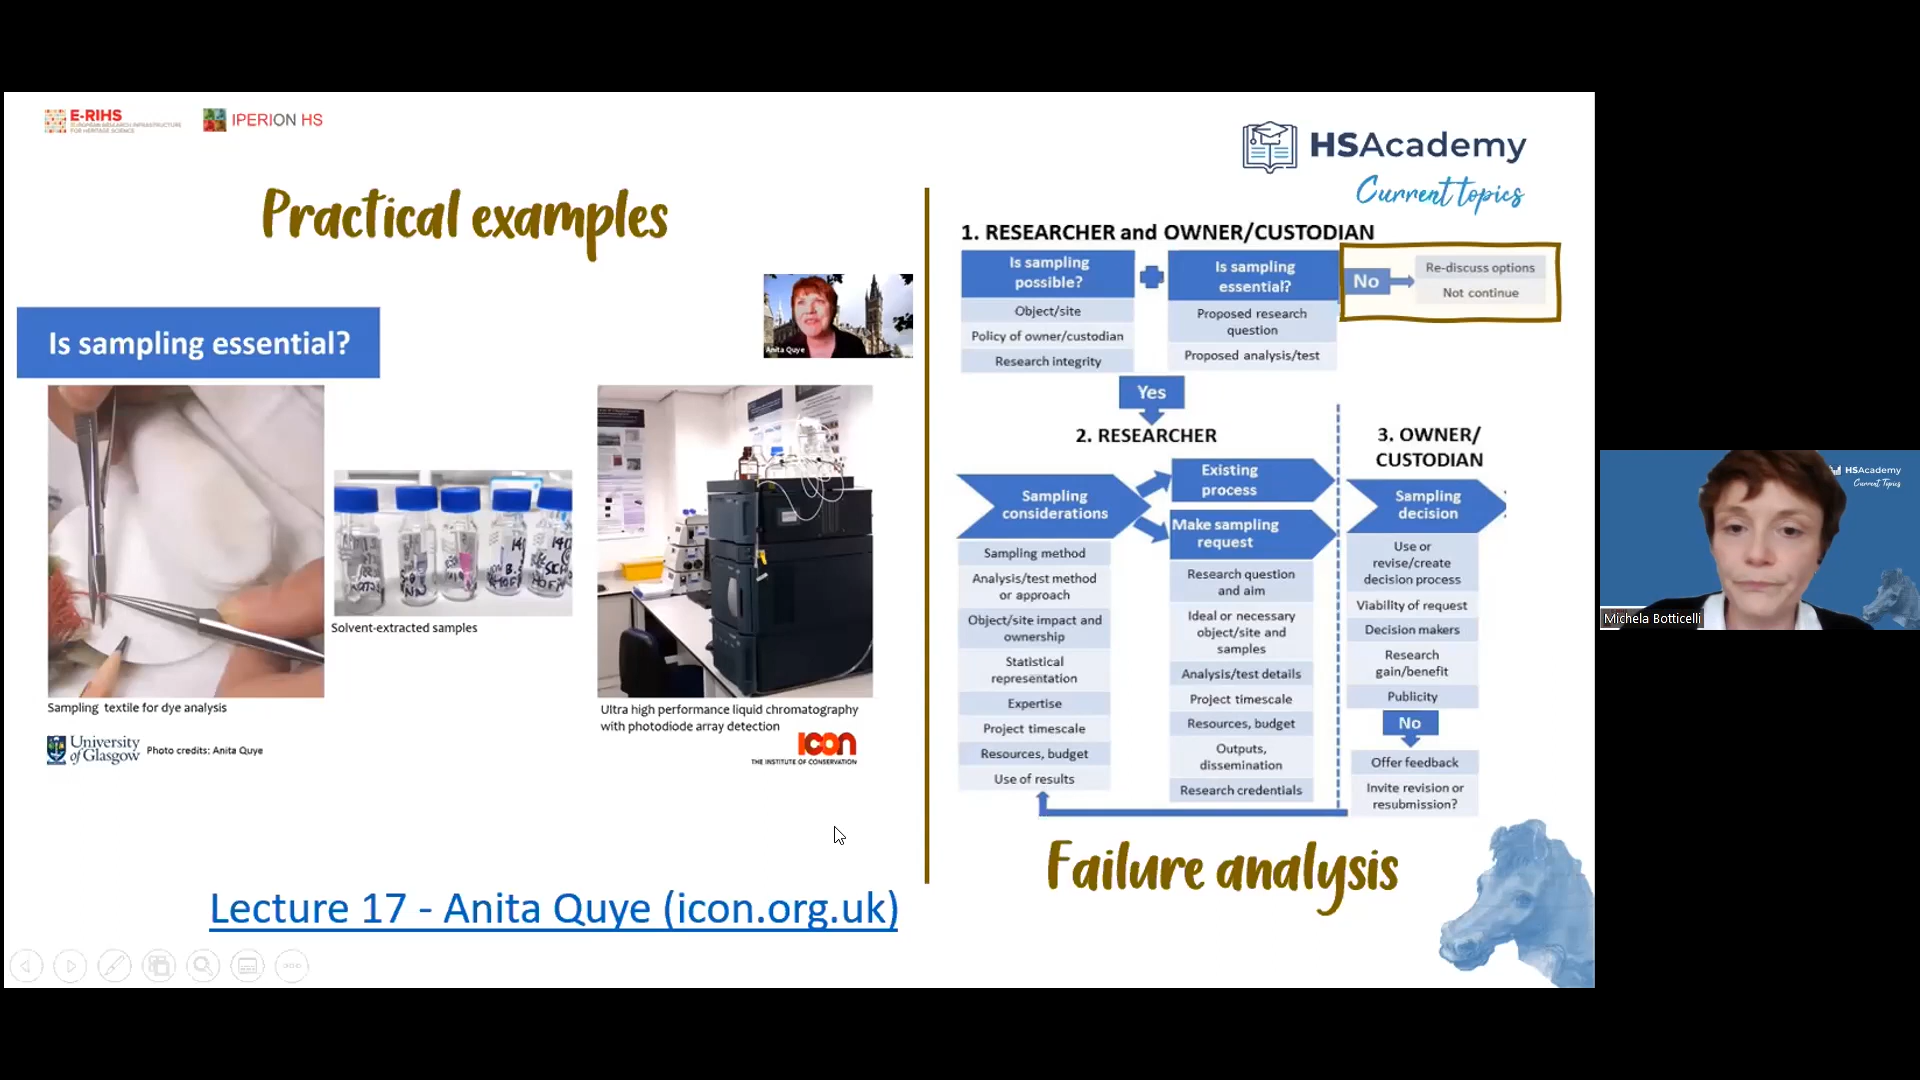 E-RIHS
EUROPEAN RESEARCH INFRASTRUCTURE
FOR HERITAGE SCIENCE
IPERION HS
HSAcademy
Current topics
Practical examples
Is sampling essential?
Anita Quye
Sampling textile for dye analysis
Solvent-extracted samples
Ultra high performance liquid chromatography
with photodiode array detection
University
of Glasgow
Photo credits: Anita Quye
icon
THE INSTITUTE OF CONSERVATION
Lecture 17 - Anita Quye (icon.org.uk)
1. RESEARCHER and OWNER/CUSTODIAN
Is sampling
possible?
Object/site
Policy of owner/custodian
Research integrity
Is sampling
essential?
Proposed research
question
Proposed analysis/test
No
Re-discuss options
Not continue
Yes
2. RESEARCHER
Sampling
considerations
Sampling method
Analysis/test method
or approach
Object/site impact and
ownership
Statistical
representation
Expertise
Project timescale
Resources, budget
Use of results
Existing
process
Make sampling
request
Research question
and aim
Ideal or necessary
object/site and
samples
Analysis/test details
Project timescale
Resources, budget
Outputs,
dissemination
Research credentials
3. OWNER/
CUSTODIAN
Sampling
decision
Use or
revise/create
decision process
Viability of request
Decision makers
Research
gain/benefit
Publicity
No
Offer feedback
Invite revision or
resubmission?
Failure analysis
HSAcademy
Current Topics
Michela Botticelli